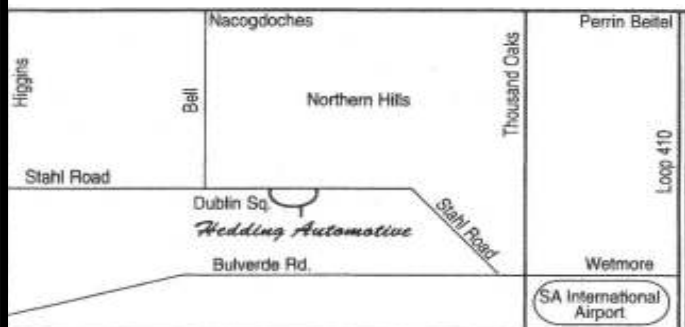 Nacogdoches
Perrin Beitel
Higgins
Bell
Northern Hills
Thousand Oaks
Loop 410
Stahl Road
Dublin Sq.
Hedding Automotive
Stahl Road
Bulverde Rd.
Wetmore
SA International
Airport